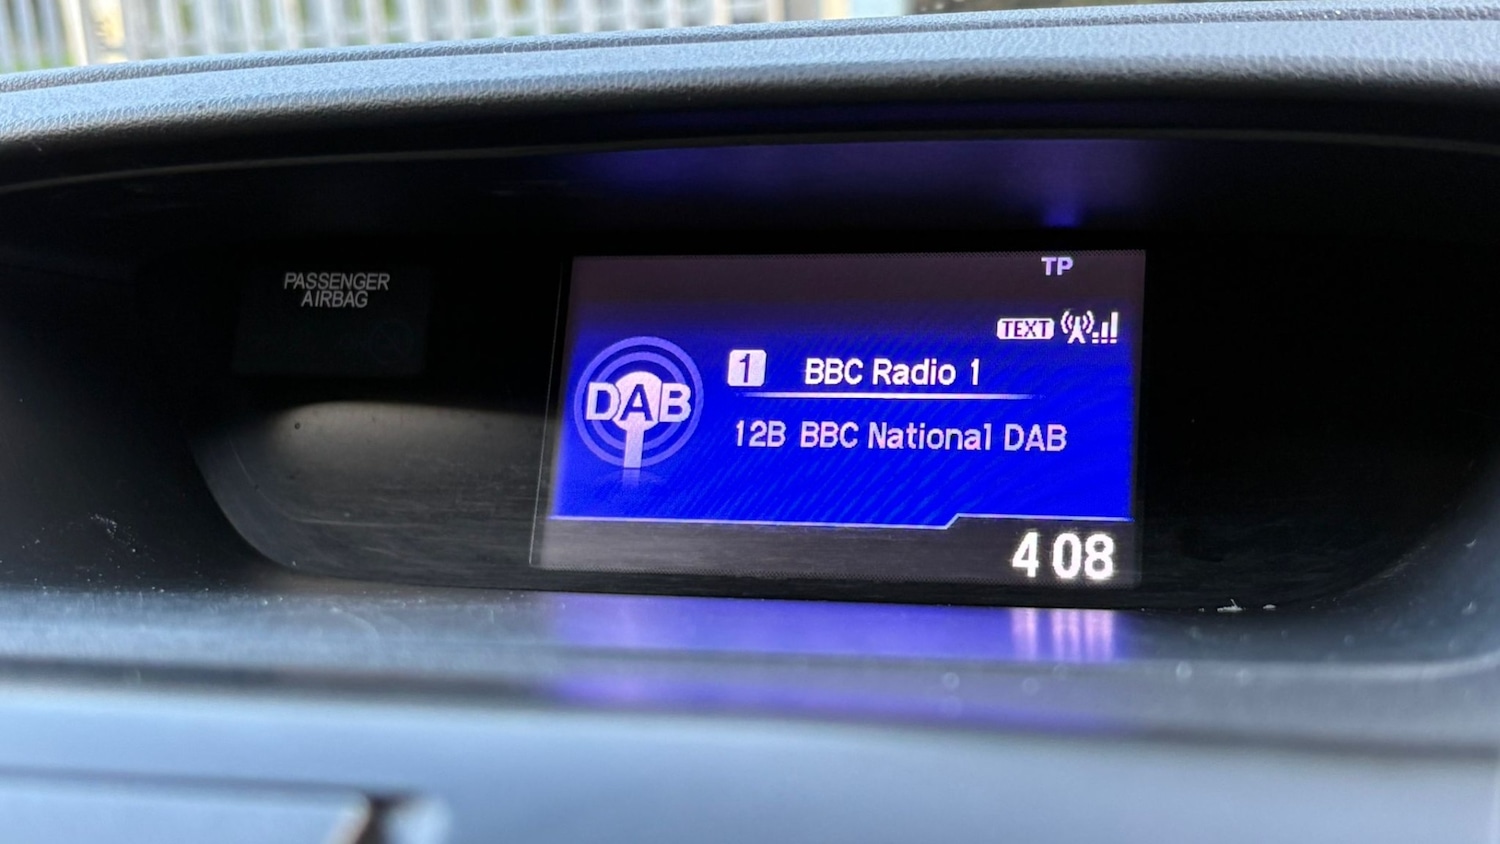 PASSENGER
AIRBAG
TP
TEXT
DAB
1 BBC Radio 1
12B BBC National DAB
4 08